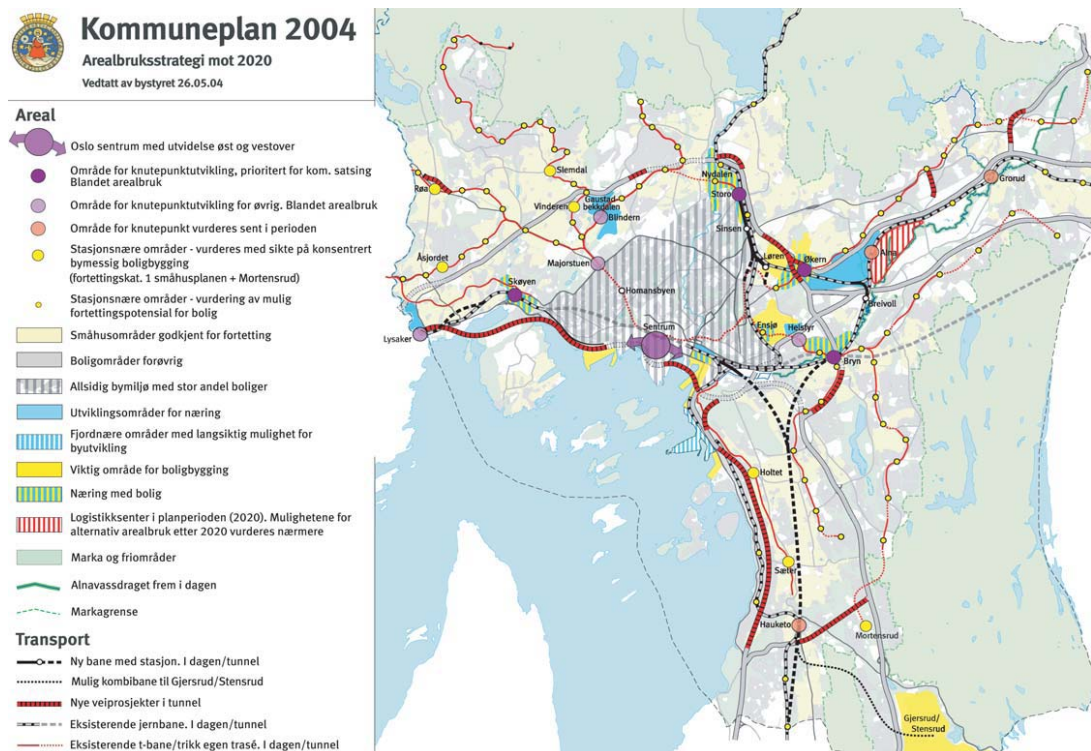 Kommuneplan 2004
Arealbruksstrategi mot 2020
Vedtatt av bystyret 26.05.04
Areal
Oslo sentrum med utvidelse øst og vestover
Område for knutepunktutvikling, prioritert for kom. satsing
Blandet arealbruk
Område for knutepunktutvikling for øvrig. Blandet arealbruk
Område for knutepunkt vurderes sent i perioden
Stasjonsnære områder - vurderes med sikte på konsentrert
bymessig boligbygging
(fortettingskat. 1 småhusplanen + Mortensrud)
Stasjonsnære områder - vurdering av mulig
fortettingspotensial for bolig
Småhusområder godkjent for fortetting
Boligområder forøvrig
Allsidig bymiljø med stor andel boliger
Utviklingsområder for næring
Fjordnære områder med langsiktig mulighet for
byutvikling
Viktig område for boligbygging
Næring med bolig
Logistikksenter i planperioden (2020). Mulighetene for
alternativ arealbruk etter 2020 vurderes nærmere
Marka og friområder
Alnavassdraget frem i dagen
Markagrense
Transport
Ny bane med stasjon. I dagen/tunnel
Mulig kombibane til Gjersrud/Stensrud
Nye veiprosjekter i tunnel
Eksisterende jernbane. I dagen/tunnel
Eksisterende t-bane/trikk egen trasé. I dagen/tunnel
Slemdal
Røa
Vinderen
Gaustad
bekkdalen
Blindern
Nydalen
Storo
Grorud
Sinsen
Åsjordet
Majorstuen
Løren
Økern
Alna
Skøyen
Homansbyen
Breivoll
Lysaker
Sentrum
Ensjø
Helsfyr
Bryn
Holtet
Sæter
Hauketo
Mortensrud
Gjersrud/
Stensrud